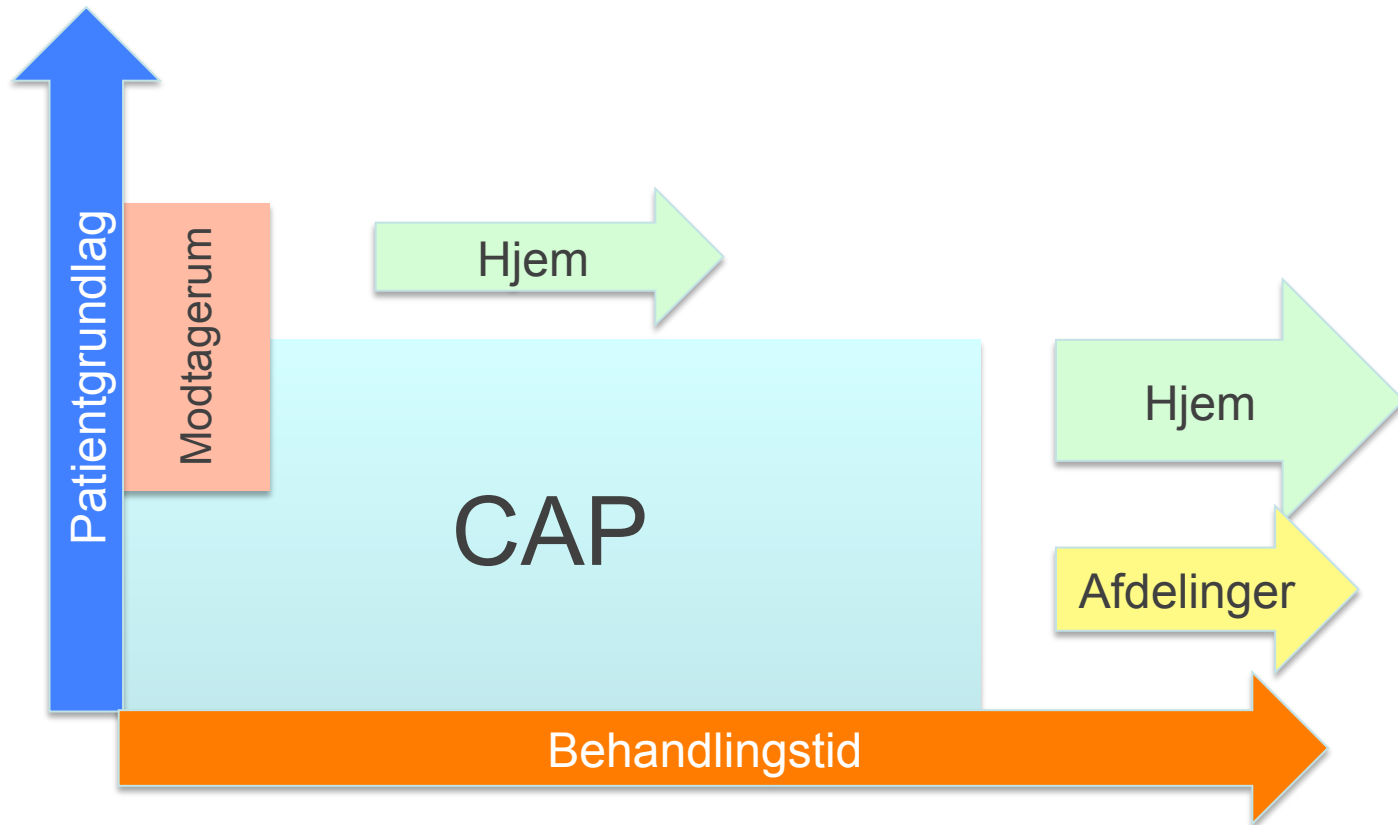 Patientgrundlag
Modtagerum
Hjem
Hjem
CAP
Afdelinger
Behandlingstid